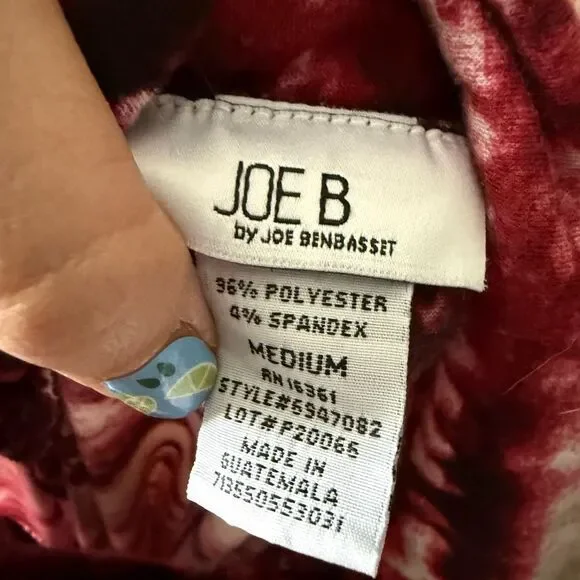 JOE B
by JOE BENBASSET
96% POLYESTER
4% SPANDEX
MEDIUM
RN 16361
STYLE#6947082
LOT#P20066
MADE IN
GUATEMALA
713550553031